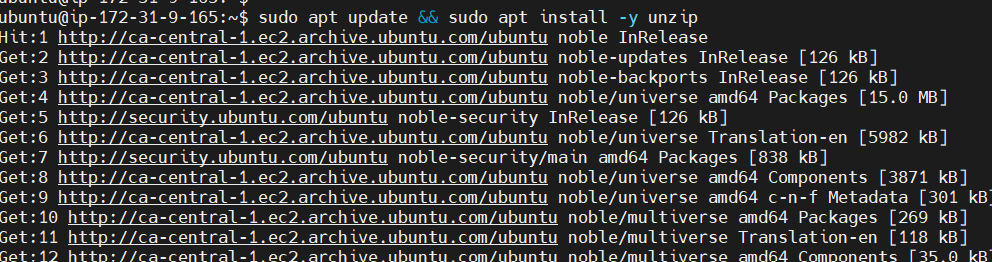 ubuntu@ip-172-31-9-165:~$
ubuntu@ip-172-31-9-165:~$ sudo apt update && sudo apt install -y unzip
Hit:1 http://ca-central-1.ec2.archive.ubuntu.com/ubuntu noble InRelease
Get:2 http://ca-central-1.ec2.archive.ubuntu.com/ubuntu noble-updates InRelease [126 kB]
Get:3 http://ca-central-1.ec2.archive.ubuntu.com/ubuntu noble-backports InRelease [126 kB]
Get:4 http://ca-central-1.ec2.archive.ubuntu.com/ubuntu noble/universe amd64 Packages [15.0 MB]
Get:5 http://security.ubuntu.com/ubuntu noble-security InRelease [126 kB]
Get:6 http://ca-central-1.ec2.archive.ubuntu.com/ubuntu noble/universe Translation-en [5982 kB]
Get:7 http://security.ubuntu.com/ubuntu noble-security/main amd64 Packages [838 kB]
Get:8 http://ca-central-1.ec2.archive.ubuntu.com/ubuntu noble/universe amd64 Components [3871 kB]
Get:9 http://ca-central-1.ec2.archive.ubuntu.com/ubuntu noble/universe amd64 c-n-f Metadata [301 kB]
Get:10 http://ca-central-1.ec2.archive.ubuntu.com/ubuntu noble/multiverse amd64 Packages [269 kB]
Get:11 http://ca-central-1.ec2.archive.ubuntu.com/ubuntu noble/multiverse Translation-en [118 kB]
Get:12 http://ca-central-1.ec2.archive.ubuntu.com/ubuntu noble/multiverse amd64 Components [35.0 kB]